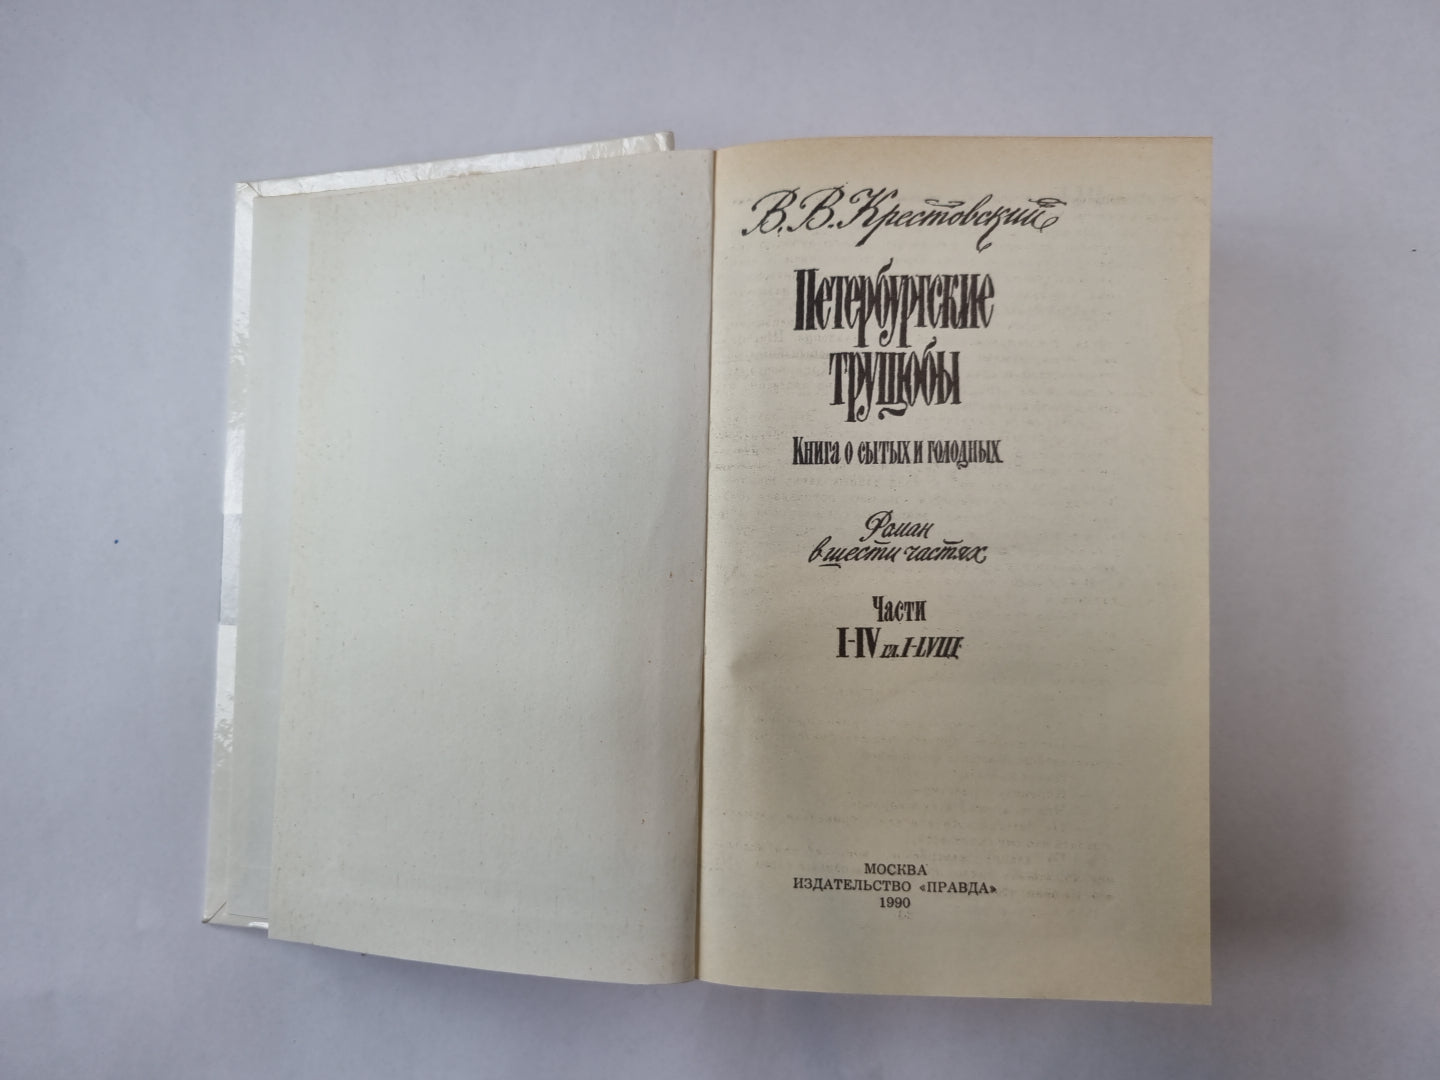 В. В. Крестовский
Петербургские
трущобы
Книга о сытых и голодных
Роман
в шести частях
Части
I-IV гл. I-LVIII
МОСКВА
ИЗДАТЕЛЬСТВО «ПРАВДА»
1990